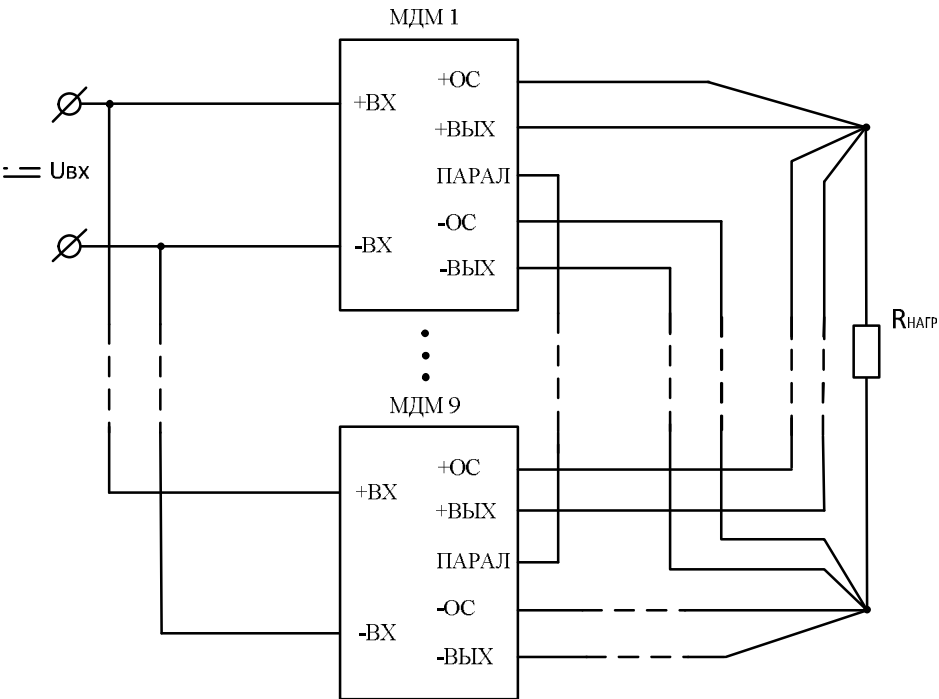 МДМ 1
+ВХ
-ВХ
+ОС
+ВЫХ
ПАРАЛ
-ОС
-ВЫХ
Uвх
RНАГР
МДМ 9
+ВХ
-ВХ
+ОС
+ВЫХ
ПАРАЛ
-ОС
-ВЫХ